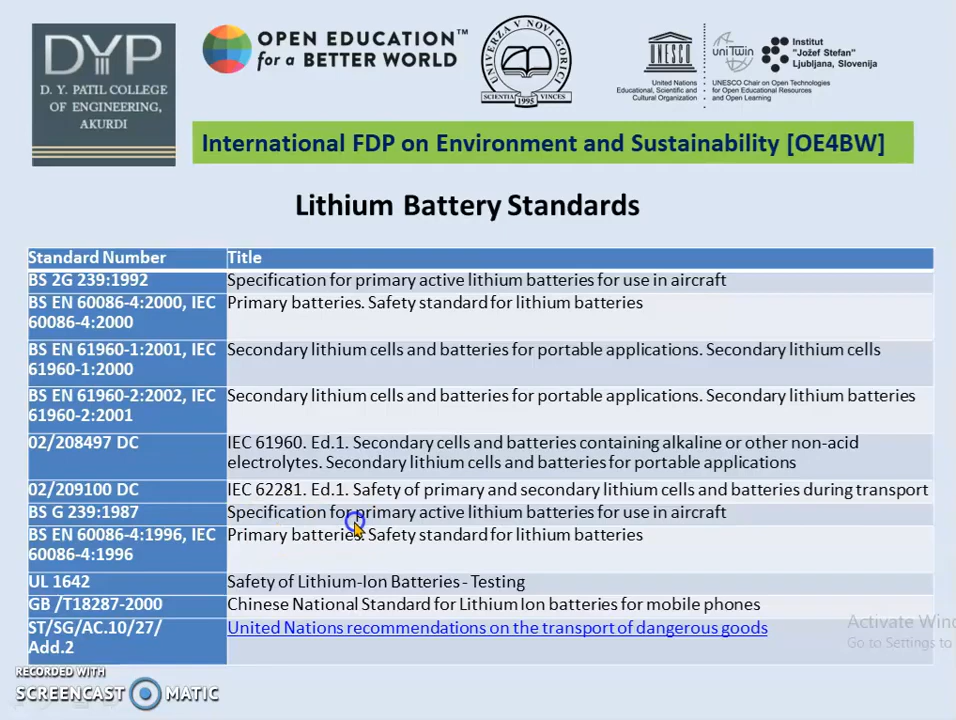 DYP
D. Y. PATIL COLLEGE
OF ENGINEERING,
AKURDI
OPEN EDUCATION™
for a BETTER WORLD
UNIVERZA V NOVI GORICI
SCIENTIA VINCES
1995
UNESCO
United Nations
Educational, Scientific and
Cultural Organization
uniTwin
UNESCO Chair on Open Technologies
for Open Educational Resources
and Open Learning
Institut
"Jožef Stefan"
Ljubljana, Slovenija
International FDP on Environment and Sustainability [OE4BW]
Lithium Battery Standards
Standard Number Title
BS 2G 239:1992 Specification for primary active lithium batteries for use in aircraft
BS EN 60086-4:2000, IEC Primary batteries. Safety standard for lithium batteries
60086-4:2000
BS EN 61960-1:2001, IEC Secondary lithium cells and batteries for portable applications. Secondary lithium cells
61960-1:2000
BS EN 61960-2:2002, IEC Secondary lithium cells and batteries for portable applications. Secondary lithium batteries
61960-2:2001
02/208497 DC IEC 61960. Ed.1. Secondary cells and batteries containing alkaline or other non-acid
electrolytes. Secondary lithium cells and batteries for portable applications
02/209100 DC IEC 62281. Ed.1. Safety of primary and secondary lithium cells and batteries during transport
BS G 239:1987 Specification for primary active lithium batteries for use in aircraft
BS EN 60086-4:1996, IEC Primary batteries. Safety standard for lithium batteries
60086-4:1996
UL 1642 Safety of Lithium-Ion Batteries - Testing
GB /T18287-2000 Chinese National Standard for Lithium Ion batteries for mobile phones
ST/SG/AC.10/27/ United Nations recommendations on the transport of dangerous goods
Add.2
Activate Wind
Go to Settings to
RECORDED WITH
SCREENCAST MATIC